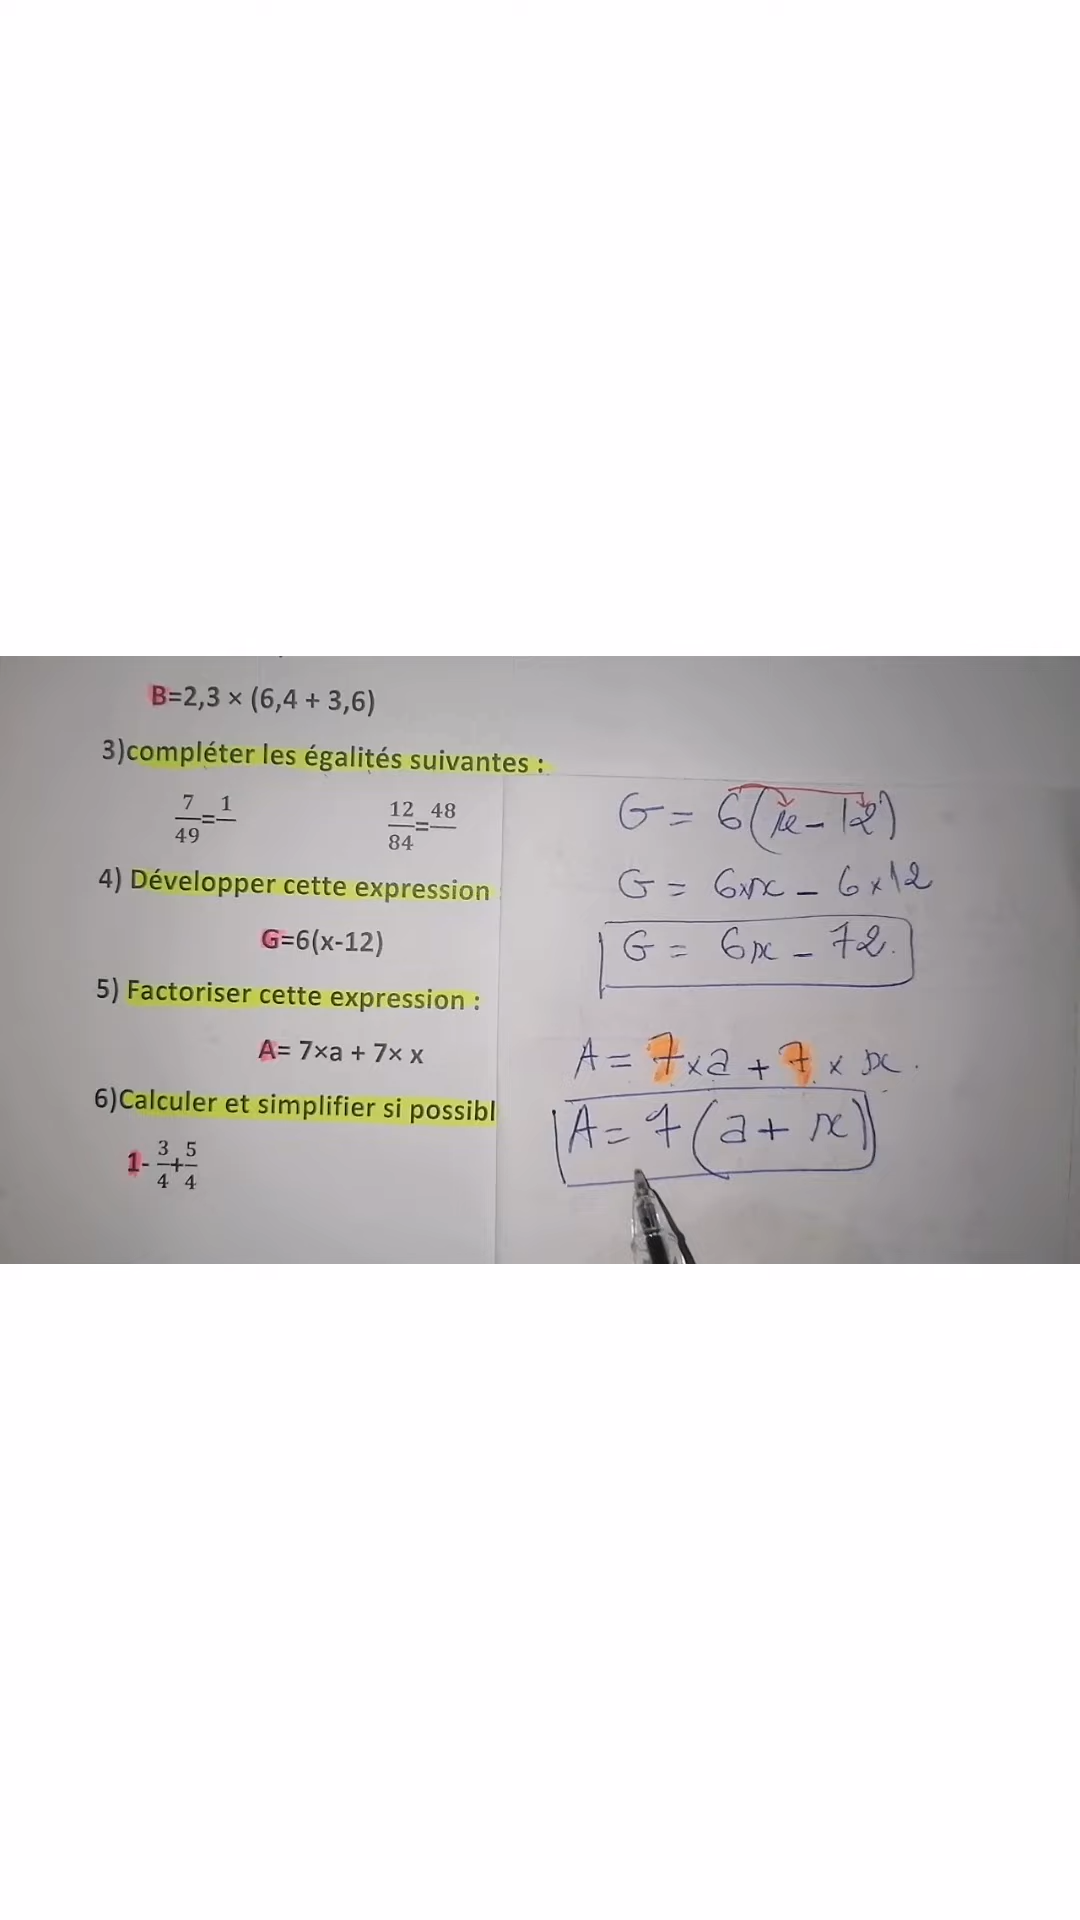 B=2,3 × (6,4 + 3,6)
3)compléter les égalités suivantes :
7/49=1/ 12/84=48/
4) Développer cette expression
G=6(x-12)
5) Factoriser cette expression :
A= 7×a + 7× x
6)Calculer et simplifier si possibl
1- 3/4+5/4
G = 6(x - 12)
G = 6×x - 6×12
G = 6x - 72.
A = 7×a + 7 × x.
A = 7(a + x)